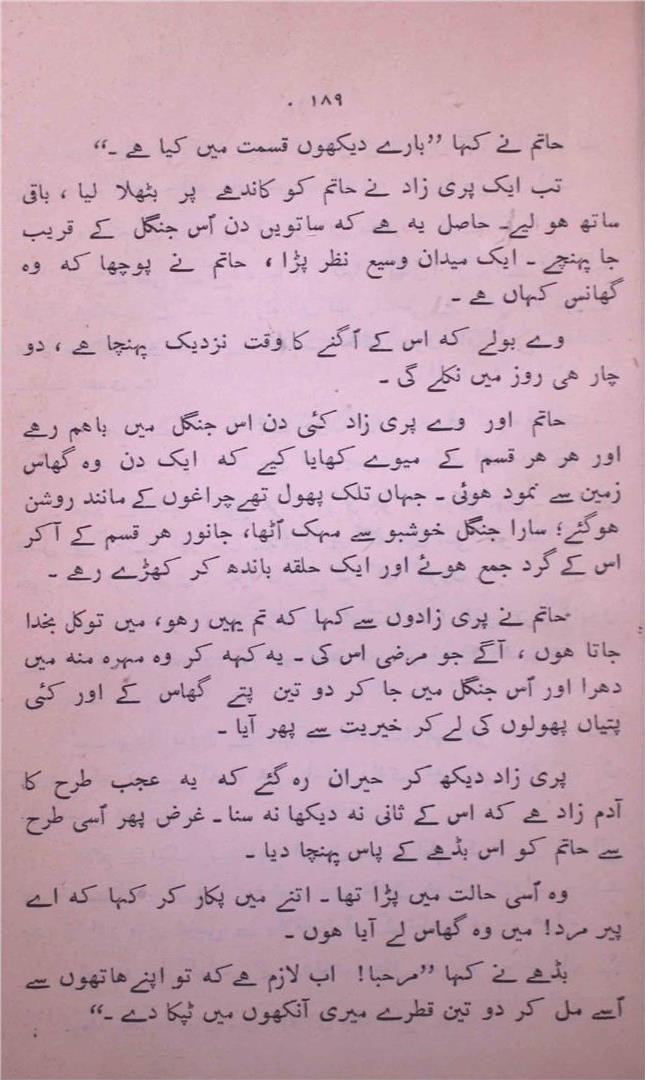 ۱۸۹ .
حاتم نے کہا ”بارے دیکھوں قسمت میں کیا ہے ۔“
تب ایک پری زاد نے حاتم کو کاندھے پر بٹھلا لیا ، باقی
ساتھ ہو لیے۔ حاصل یہ ہے کہ ساتویں دن اُس جنگل کے قریب
جا پہنچے ۔ ایک میدان وسیع نظر پڑا ، حاتم نے پوچھا کہ وہ
گھانس کہاں ہے ۔
وے بولے کہ اس کے اُگنے کا وقت نزدیک پہنچا ہے ، دو
چار ہی روز میں نکلے گی ۔
حاتم اور وے پری زاد کئی دن اس جنگل میں باہم رہے
اور ہر ہر قسم کے میوے کھایا کیے کہ ایک دن وہ گھاس
زمین سے نمود ہوئی ۔ جہاں تلک پھول تھے چراغوں کے مانند روشن
ہوگئے؛ سارا جنگل خوشبو سے مہک اُٹھا، جانور ہر قسم کے آ کر
اس کے گرد جمع ہوئے اور ایک حلقہ باندھ کر کھڑے رہے ۔
حاتم نے پری زادوں سے کہا کہ تم یہیں رہو، میں توکل بخدا
جاتا ہوں ، آگے جو مرضی اس کی ۔ یہ کہہ کر وہ مہرہ منہ میں
دھرا اور اُس جنگل میں جا کر دو تین پتے گھاس کے اور کئی
پتیاں پھولوں کی لے کر خیریت سے پھر آیا ۔
پری زاد دیکھ کر حیران رہ گئے کہ یہ عجب طرح کا
آدم زاد ہے کہ اس کے ثانی نہ دیکھا نہ سنا ۔ غرض پھر اُسی طرح
سے حاتم کو اس بڈھے کے پاس پہنچا دیا ۔
وہ اُسی حالت میں پڑا تھا ۔ اتنے میں پکار کر کہا کہ اے
پیر مرد! میں وہ گھاس لے آیا ہوں ۔
بڈھے نے کہا ”مرحبا! اب لازم ہے کہ تو اپنے ہاتھوں سے
اُسے مل کر دو تین قطرے میری آنکھوں میں ٹپکا دے ۔“